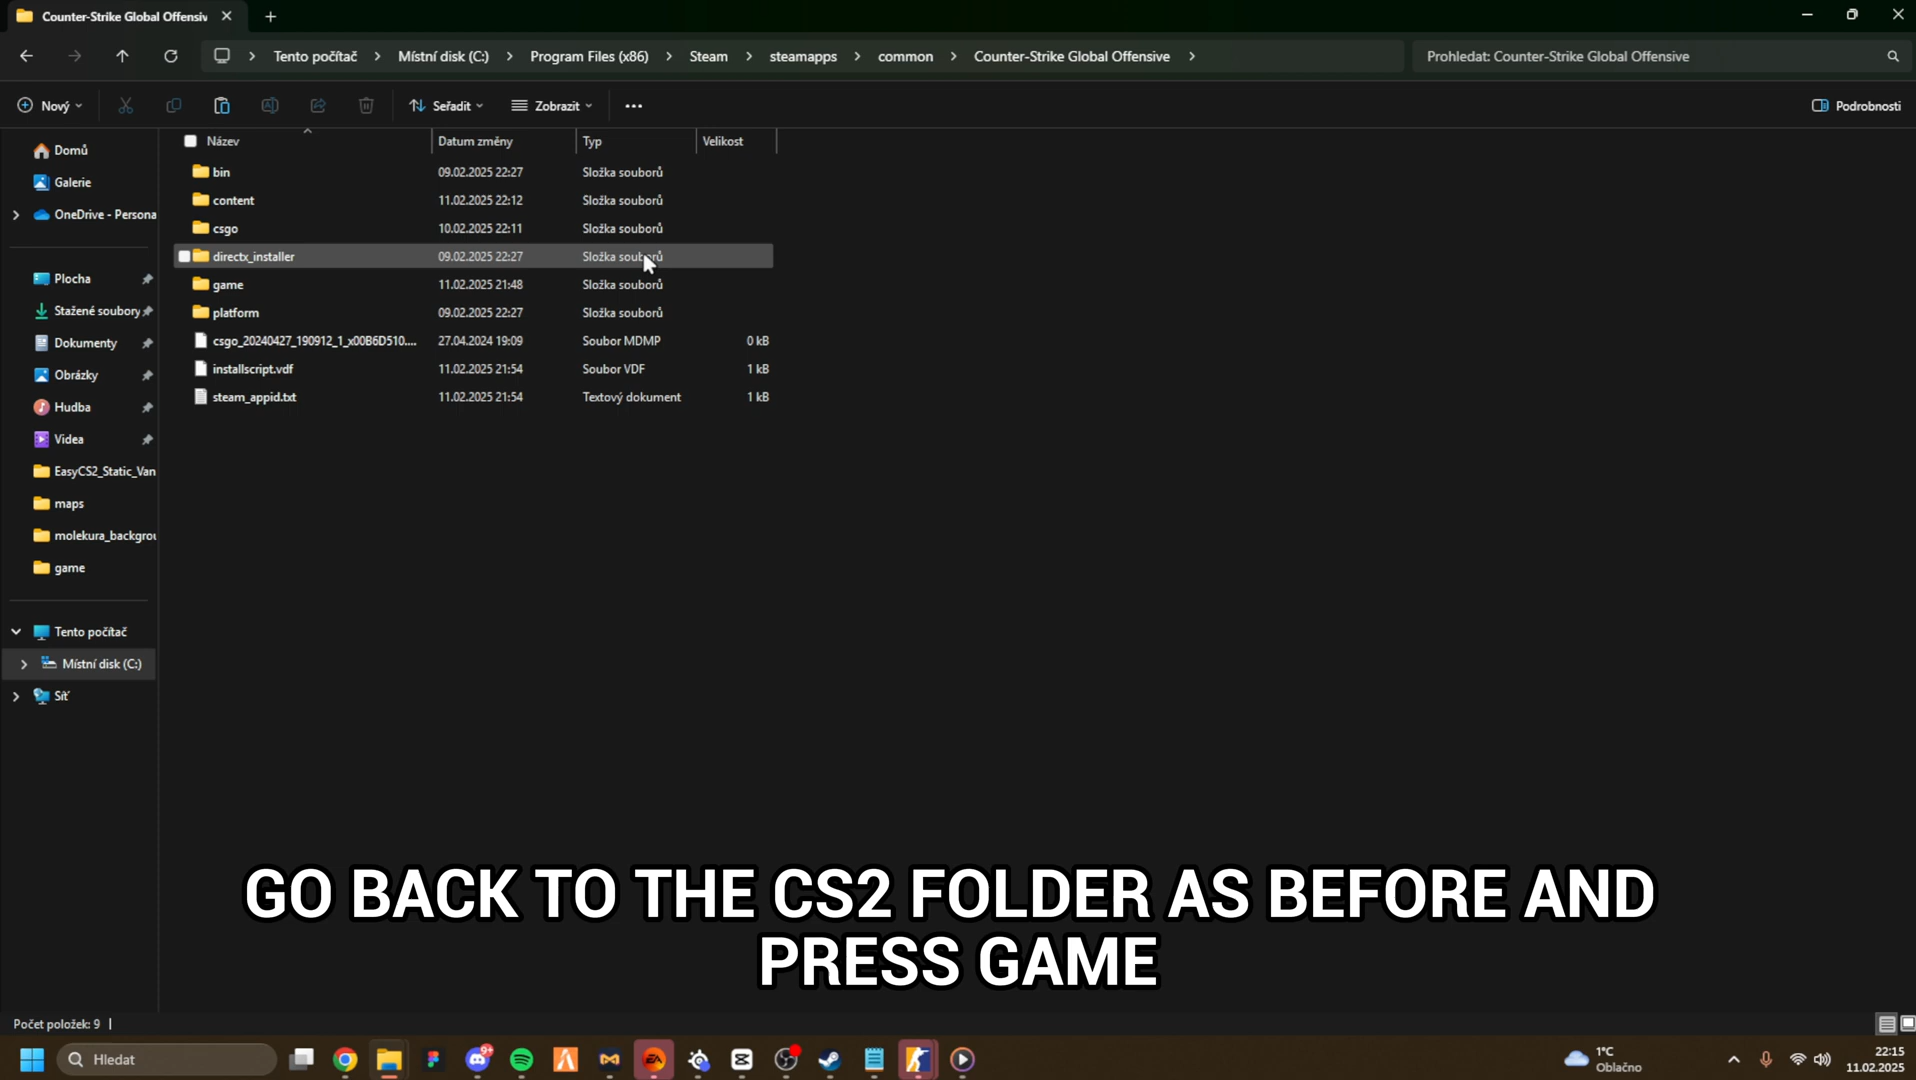 Counter-Strike Global Offensiv
Tento počítač > Místní disk (C:) > Program Files (x86) > Steam > steamapps > common > Counter-Strike Global Offensive >
Prohledat: Counter-Strike Global Offensive
Nový
Seřadit
Zobrazit
Podrobnosti
Název Datum změny Typ Velikost
bin 09.02.2025 22:27 Složka souborů
content 11.02.2025 22:12 Složka souborů
csgo 10.02.2025 22:11 Složka souborů
directx_installer 09.02.2025 22:27 Složka souborů
game 11.02.2025 21:48 Složka souborů
platform 09.02.2025 22:27 Složka souborů
csgo_20240427_190912_1_x00B6D510.... 27.04.2024 19:09 Soubor MDMP 0 kB
installscript.vdf 11.02.2025 21:54 Soubor VDF 1 kB
steam_appid.txt 11.02.2025 21:54 Textový dokument 1 kB
Domů
Galerie
OneDrive - Persona
Plocha
Stažené soubory
Dokumenty
Obrázky
Hudba
Videa
EasyCS2_Static_Van
maps
molekura_backgrou
game
Tento počítač
Místní disk (C:)
Síť
GO BACK TO THE CS2 FOLDER AS BEFORE AND
PRESS GAME
Počet položek: 9
Hledat
9+
EA
1°C
Oblačno
22:15
11.02.2025